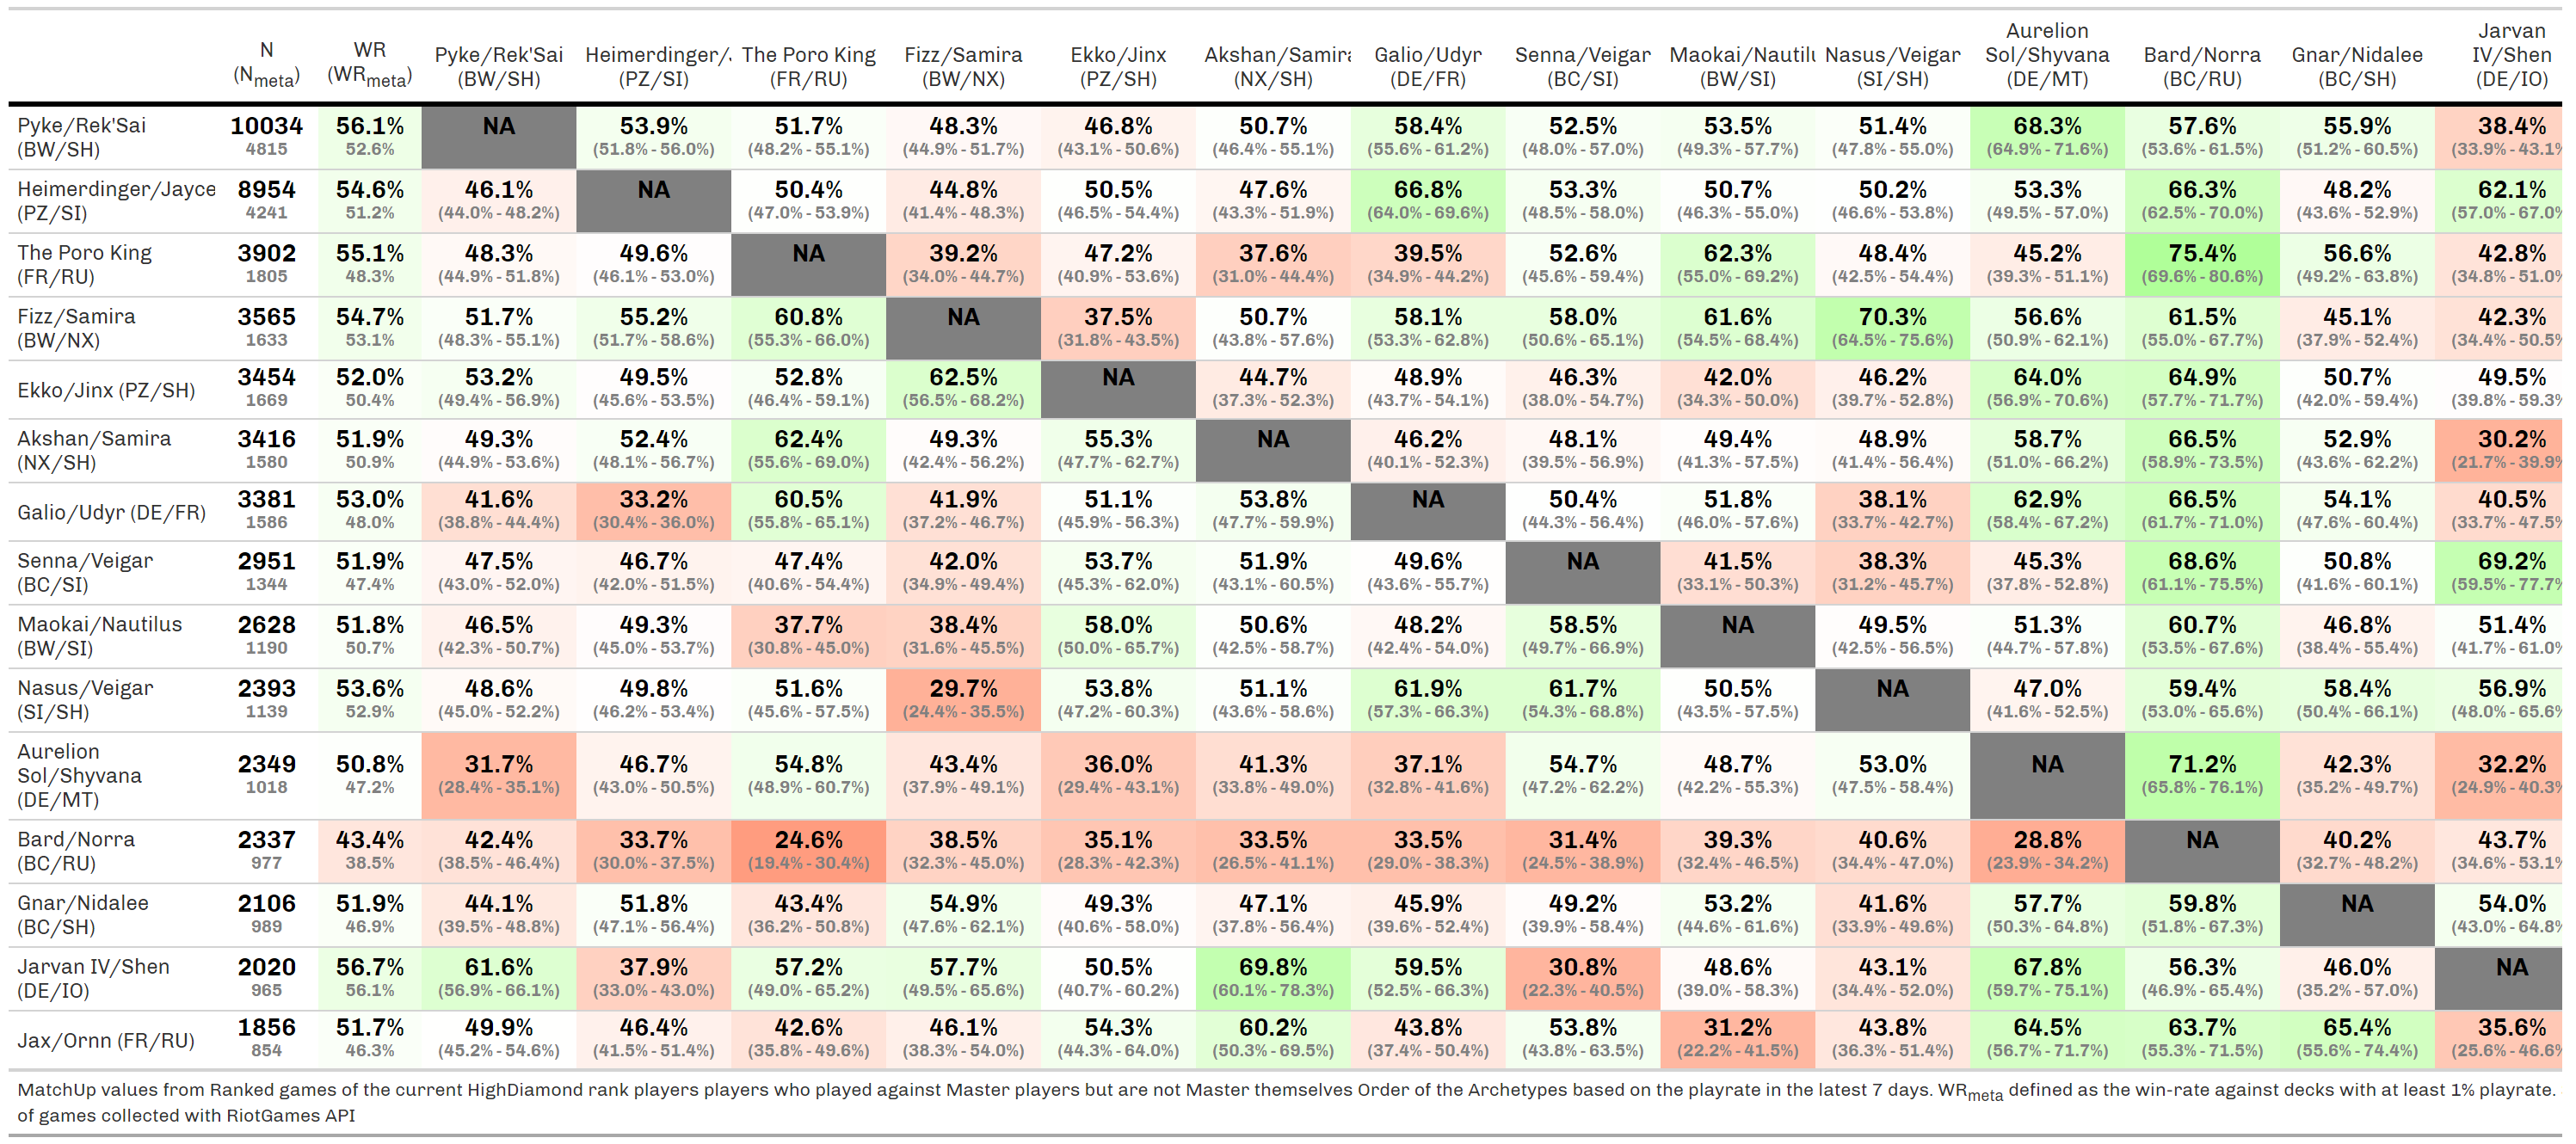 N (Nmeta) WR (WRmeta) Pyke/Rek'Sai (BW/SH) Heimerdinger/J (PZ/SI) The Poro King (FR/RU) Fizz/Samira (BW/NX) Ekko/Jinx (PZ/SH) Akshan/Samira (NX/SH) Galio/Udyr (DE/FR) Senna/Veigar (BC/SI) Maokai/Nautilu (BW/SI) Nasus/Veigar (SI/SH) Aurelion Sol/Shyvana (DE/MT) Bard/Norra (BC/RU) Gnar/Nidalee (BC/SH) Jarvan IV/Shen (DE/IO)
Pyke/Rek'Sai 10034 56.1% NA 53.9% 51.7% 48.3% 46.8% 50.7% 58.4% 52.5% 53.5% 51.4% 68.3% 57.6% 55.9% 38.4%
(BW/SH) 4815 52.6% (51.8% - 56.0%) (48.2% - 55.1%) (44.9% - 51.7%) (43.1% - 50.6%) (46.4% - 55.1%) (55.6% - 61.2%) (48.0% - 57.0%) (49.3% - 57.7%) (47.8% - 55.0%) (64.9% - 71.6%) (53.6% - 61.5%) (51.2% - 60.5%) (33.9% - 43.1%
Heimerdinger/Jayce 8954 54.6% 46.1% NA 50.4% 44.8% 50.5% 47.6% 66.8% 53.3% 50.7% 50.2% 53.3% 66.3% 48.2% 62.1%
(PZ/SI) 4241 51.2% (44.0% - 48.2%) (47.0% - 53.9%) (41.4% - 48.3%) (46.5% - 54.4%) (43.3% - 51.9%) (64.0% - 69.6%) (48.5% - 58.0%) (46.3% - 55.0%) (46.6% - 53.8%) (49.5% - 57.0%) (62.5% - 70.0%) (43.6% - 52.9%) (57.0% - 67.0%
The Poro King 3902 55.1% 48.3% 49.6% NA 39.2% 47.2% 37.6% 39.5% 52.6% 62.3% 48.4% 45.2% 75.4% 56.6% 42.8%
(FR/RU) 1805 48.3% (44.9% - 51.8%) (46.1% - 53.0%) (34.0% - 44.7%) (40.9% - 53.6%) (31.0% - 44.4%) (34.9% - 44.2%) (45.6% - 59.4%) (55.0% - 69.2%) (42.5% - 54.4%) (39.3% - 51.1%) (69.6% - 80.6%) (49.2% - 63.8%) (34.8% - 51.0%
Fizz/Samira 3565 54.7% 51.7% 55.2% 60.8% NA 37.5% 50.7% 58.1% 58.0% 61.6% 70.3% 56.6% 61.5% 45.1% 42.3%
(BW/NX) 1633 53.1% (48.3% - 55.1%) (51.7% - 58.6%) (55.3% - 66.0%) (31.8% - 43.5%) (43.8% - 57.6%) (53.3% - 62.8%) (50.6% - 65.1%) (54.5% - 68.4%) (64.5% - 75.6%) (50.9% - 62.1%) (55.0% - 67.7%) (37.9% - 52.4%) (34.4% - 50.5%
Ekko/Jinx (PZ/SH) 3454 52.0% 53.2% 49.5% 52.8% 62.5% NA 44.7% 48.9% 46.3% 42.0% 46.2% 64.0% 64.9% 50.7% 49.5%
1669 50.4% (49.4% - 56.9%) (45.6% - 53.5%) (46.4% - 59.1%) (56.5% - 68.2%) (37.3% - 52.3%) (43.7% - 54.1%) (38.0% - 54.7%) (34.3% - 50.0%) (39.7% - 52.8%) (56.9% - 70.6%) (57.7% - 71.7%) (42.0% - 59.4%) (39.8% - 59.3%
Akshan/Samira 3416 51.9% 49.3% 52.4% 62.4% 49.3% 55.3% NA 46.2% 48.1% 49.4% 48.9% 58.7% 66.5% 52.9% 30.2%
(NX/SH) 1580 50.9% (44.9% - 53.6%) (48.1% - 56.7%) (55.6% - 69.0%) (42.4% - 56.2%) (47.7% - 62.7%) (40.1% - 52.3%) (39.5% - 56.9%) (41.3% - 57.5%) (41.4% - 56.4%) (51.0% - 66.2%) (58.9% - 73.5%) (43.6% - 62.2%) (21.7% - 39.9%
Galio/Udyr (DE/FR) 3381 53.0% 41.6% 33.2% 60.5% 41.9% 51.1% 53.8% NA 50.4% 51.8% 38.1% 62.9% 66.5% 54.1% 40.5%
1586 48.0% (38.8% - 44.4%) (30.4% - 36.0%) (55.8% - 65.1%) (37.2% - 46.7%) (45.9% - 56.3%) (47.7% - 59.9%) (44.3% - 56.4%) (46.0% - 57.6%) (33.7% - 42.7%) (58.4% - 67.2%) (61.7% - 71.0%) (47.6% - 60.4%) (33.7% - 47.5%
Senna/Veigar 2951 51.9% 47.5% 46.7% 47.4% 42.0% 53.7% 51.9% 49.6% NA 41.5% 38.3% 45.3% 68.6% 50.8% 69.2%
(BC/SI) 1344 47.4% (43.0% - 52.0%) (42.0% - 51.5%) (40.6% - 54.4%) (34.9% - 49.4%) (45.3% - 62.0%) (43.1% - 60.5%) (43.6% - 55.7%) (33.1% - 50.3%) (31.2% - 45.7%) (37.8% - 52.8%) (61.1% - 75.5%) (41.6% - 60.1%) (59.5% - 77.7%
Maokai/Nautilus 2628 51.8% 46.5% 49.3% 37.7% 38.4% 58.0% 50.6% 48.2% 58.5% NA 49.5% 51.3% 60.7% 46.8% 51.4%
(BW/SI) 1190 50.7% (42.3% - 50.7%) (45.0% - 53.7%) (30.8% - 45.0%) (31.6% - 45.5%) (50.0% - 65.7%) (42.5% - 58.7%) (42.4% - 54.0%) (49.7% - 66.9%) (42.5% - 56.5%) (44.7% - 57.8%) (53.5% - 67.6%) (38.4% - 55.4%) (41.7% - 61.0%
Nasus/Veigar 2393 53.6% 48.6% 49.8% 51.6% 29.7% 53.8% 51.1% 61.9% 61.7% 50.5% NA 47.0% 59.4% 58.4% 56.9%
(SI/SH) 1139 52.9% (45.0% - 52.2%) (46.2% - 53.4%) (45.6% - 57.5%) (24.4% - 35.5%) (47.2% - 60.3%) (43.6% - 58.6%) (57.3% - 66.3%) (54.3% - 68.8%) (43.5% - 57.5%) (41.6% - 52.5%) (53.0% - 65.6%) (50.4% - 66.1%) (48.0% - 65.6%
Aurelion
Sol/Shyvana 2349 50.8% 31.7% 46.7% 54.8% 43.4% 36.0% 41.3% 37.1% 54.7% 48.7% 53.0% NA 71.2% 42.3% 32.2%
(DE/MT) 1018 47.2% (28.4% - 35.1%) (43.0% - 50.5%) (48.9% - 60.7%) (37.9% - 49.1%) (29.4% - 43.1%) (33.8% - 49.0%) (32.8% - 41.6%) (47.2% - 62.2%) (42.2% - 55.3%) (47.5% - 58.4%) (65.8% - 76.1%) (35.2% - 49.7%) (24.9% - 40.3%
Bard/Norra 2337 43.4% 42.4% 33.7% 24.6% 38.5% 35.1% 33.5% 33.5% 31.4% 39.3% 40.6% 28.8% NA 40.2% 43.7%
(BC/RU) 977 38.5% (38.5% - 46.4%) (30.0% - 37.5%) (19.4% - 30.4%) (32.3% - 45.0%) (28.3% - 42.3%) (26.5% - 41.1%) (29.0% - 38.3%) (24.5% - 38.9%) (32.4% - 46.5%) (34.4% - 47.0%) (23.9% - 34.2%) (32.7% - 48.2%) (34.6% - 53.1%
Gnar/Nidalee 2106 51.9% 44.1% 51.8% 43.4% 54.9% 49.3% 47.1% 45.9% 49.2% 53.2% 41.6% 57.7% 59.8% NA 54.0%
(BC/SH) 989 46.9% (39.5% - 48.8%) (47.1% - 56.4%) (36.2% - 50.8%) (47.6% - 62.1%) (40.6% - 58.0%) (37.8% - 56.4%) (39.6% - 52.4%) (39.9% - 58.4%) (44.6% - 61.6%) (33.9% - 49.6%) (50.3% - 64.8%) (51.8% - 67.3%) (43.0% - 64.8%
Jarvan IV/Shen 2020 56.7% 61.6% 37.9% 57.2% 57.7% 50.5% 69.8% 59.5% 30.8% 48.6% 43.1% 67.8% 56.3% 46.0% NA
(DE/IO) 965 56.1% (56.9% - 66.1%) (33.0% - 43.0%) (49.0% - 65.2%) (49.5% - 65.6%) (40.7% - 60.2%) (60.1% - 78.3%) (52.5% - 66.3%) (22.3% - 40.5%) (39.0% - 58.3%) (34.4% - 52.0%) (59.7% - 75.1%) (46.9% - 65.4%) (35.2% - 57.0%)
Jax/Ornn (FR/RU) 1856 51.7% 49.9% 46.4% 42.6% 46.1% 54.3% 60.2% 43.8% 53.8% 31.2% 43.8% 64.5% 63.7% 65.4% 35.6%
854 46.3% (45.2% - 54.6%) (41.5% - 51.4%) (35.8% - 49.6%) (38.3% - 54.0%) (44.3% - 64.0%) (50.3% - 69.5%) (37.4% - 50.4%) (43.8% - 63.5%) (22.2% - 41.5%) (36.3% - 51.4%) (56.7% - 71.7%) (55.3% - 71.5%) (55.6% - 74.4%) (25.6% - 46.6%
MatchUp values from Ranked games of the current HighDiamond rank players players who played against Master players but are not Master themselves Order of the Archetypes based on the playrate in the latest 7 days. WRmeta defined as the win-rate against decks with at least 1% playrate.
of games collected with RiotGames API